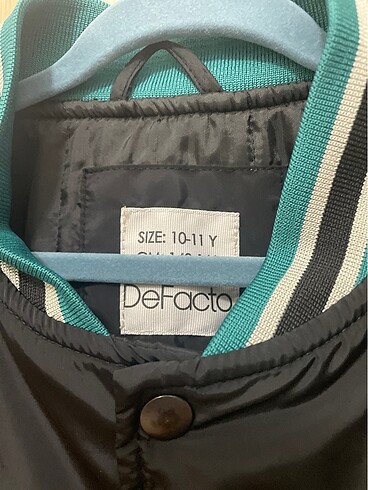 SIZE: 10-11 Y
DeFacto